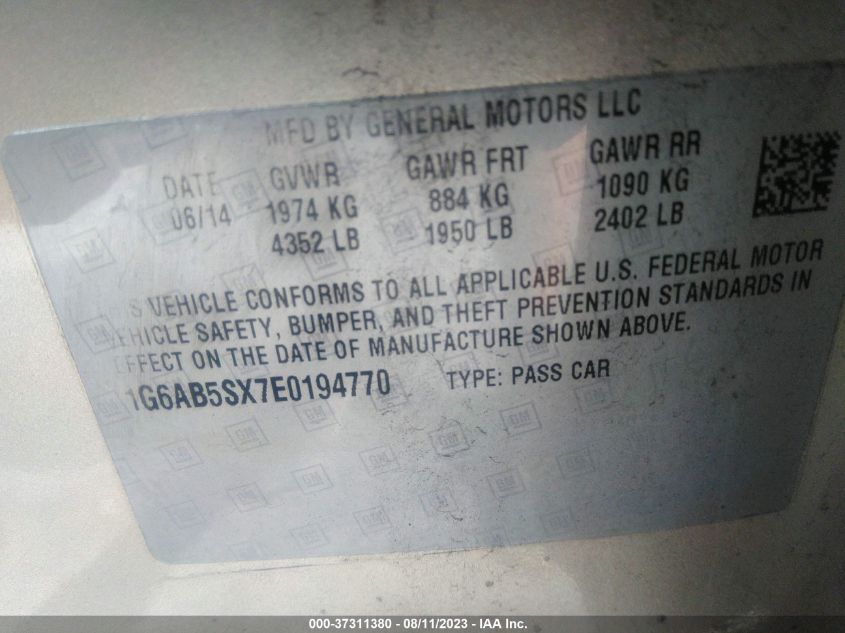 MFD BY GENERAL MOTORS LLC
DATE GVWR GAWR FRT GAWR RR
06/14 1974 KG 884 KG 1090 KG
4352 LB 1950 LB 2402 LB
VEHICLE CONFORMS TO ALL APPLICABLE U.S. FEDERAL MOTOR
VEHICLE SAFETY, BUMPER, AND THEFT PREVENTION STANDARDS IN
EFFECT ON THE DATE OF MANUFACTURE SHOWN ABOVE.
1G6AB5SX7E0194770 TYPE: PASS CAR
000-37311380 - 08/11/2023 - IAA Inc.